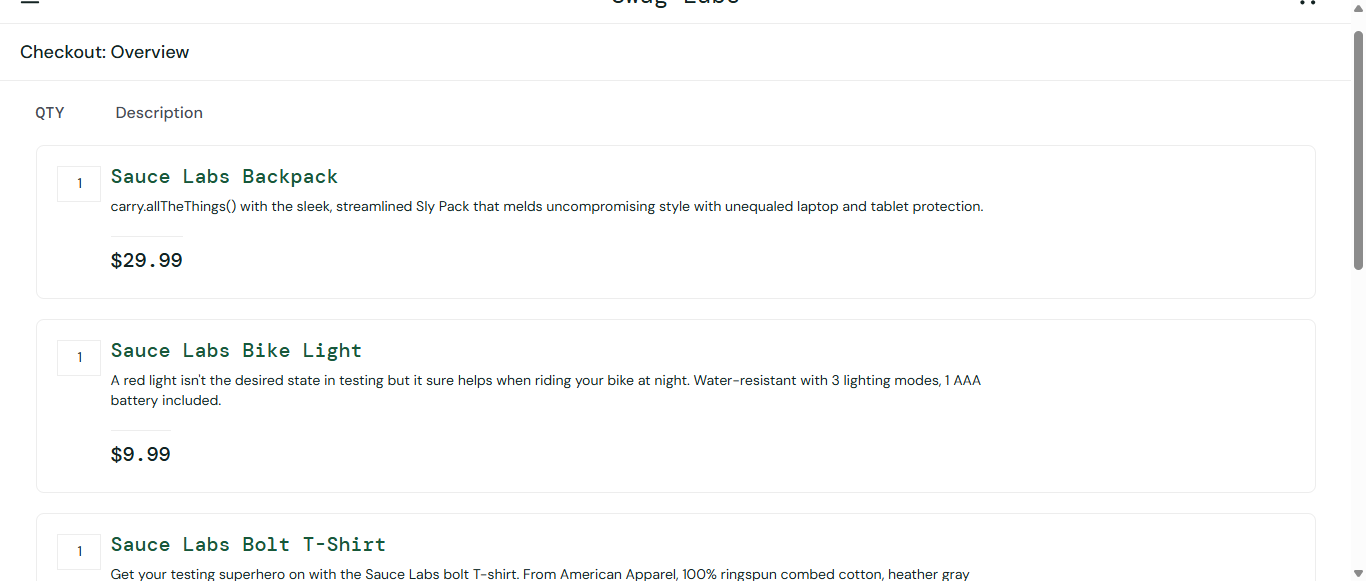 Swag Labs
Checkout: Overview
QTY Description
1 Sauce Labs Backpack
carry.allTheThings() with the sleek, streamlined Sly Pack that melds uncompromising style with unequaled laptop and tablet protection.
$29.99
1 Sauce Labs Bike Light
A red light isn't the desired state in testing but it sure helps when riding your bike at night. Water-resistant with 3 lighting modes, 1 AAA
battery included.
$9.99
1 Sauce Labs Bolt T-Shirt
Get your testing superhero on with the Sauce Labs bolt T-shirt. From American Apparel, 100% ringspun combed cotton, heather gray